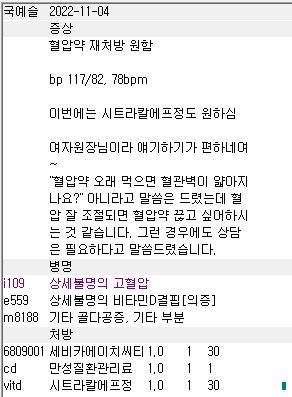 국예슬 2022-11-04
증상
혈압약 재처방 원함
bp 117/82, 78bpm
이번에는 시트라칼에프정도 원하심
여자원장님이라 얘기하기가 편하네여
~
"혈압약 오래 먹으면 혈관벽이 얇아지
나요?" 아니라고 말씀은 드렸는데 혈
압 잘 조절되면 혈압약 끊고 싶어하시
는 것 같습니다. 그런 경우에도 상담
은 필요하다고 말씀드렸습니다.
병명
i109 상세불명의 고혈압
e559 상세불명의 비타민D결핍[의증]
m8188 기타 골다공증, 기타 부분
처방
6809001 세비카에이치씨티 1.0 1 30
cd 만성질환관리료 1.0 1 1
vitd 시트라칼에프정 1.0 1 30